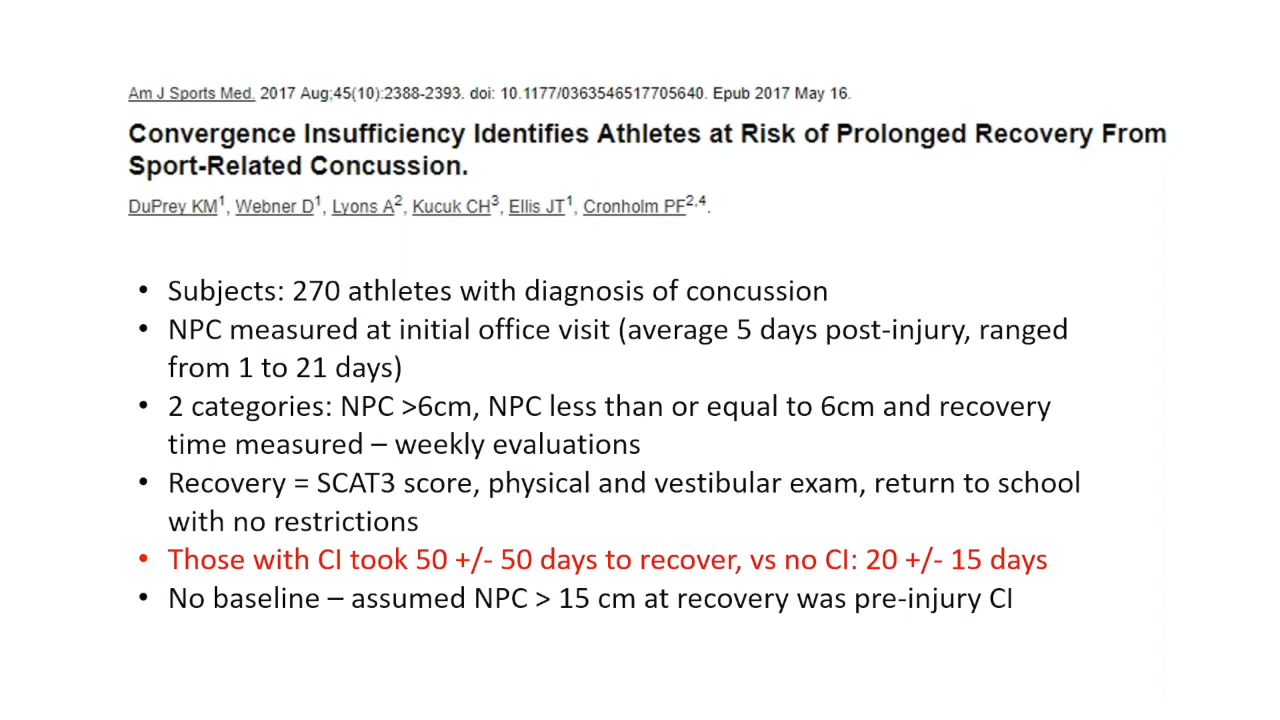 Am J Sports Med. 2017 Aug;45(10):2388-2393. doi: 10.1177/0363546517705640. Epub 2017 May 16.
Convergence Insufficiency Identifies Athletes at Risk of Prolonged Recovery From
Sport-Related Concussion.
DuPrey KM1, Webner D1, Lyons A2, Kucuk CH3, Ellis JT1, Cronholm PF2,4.
• Subjects: 270 athletes with diagnosis of concussion
• NPC measured at initial office visit (average 5 days post-injury, ranged
from 1 to 21 days)
• 2 categories: NPC >6cm, NPC less than or equal to 6cm and recovery
time measured – weekly evaluations
• Recovery = SCAT3 score, physical and vestibular exam, return to school
with no restrictions
• Those with CI took 50 +/- 50 days to recover, vs no CI: 20 +/- 15 days
• No baseline – assumed NPC > 15 cm at recovery was pre-injury CI